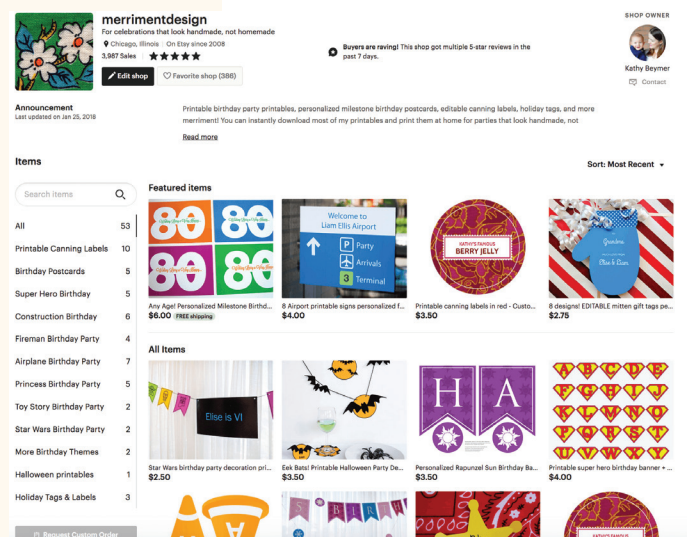 merrimentdesign
For celebrations that look handmade, not homemade
Chicago, Illinois | On Etsy since 2008
3,987 Sales
Edit shop
Favorite shop (386)
Buyers are raving! This shop got multiple 5-star reviews in the
past 7 days.
SHOP OWNER
Kathy Beymer
Contact
Announcement
Last updated on Jan 25, 2018
Printable birthday party printables, personalized milestone birthday postcards, editable canning labels, holiday tags, and more
merriment! You can instantly download most of my printables and print them at home for parties that look handmade, not
Read more
Items
Sort: Most Recent
Search items
All 53
Printable Canning Labels 10
Birthday Postcards 5
Super Hero Birthday 5
Construction Birthday 6
Fireman Birthday Party 4
Airplane Birthday Party 7
Princess Birthday Party 5
Toy Story Birthday Party 2
Star Wars Birthday Party 2
More Birthday Themes 2
Halloween printables 1
Holiday Tags & Labels 3
Request Custom Order
Featured items
80
80
80
80
Welcome to
Liam Ellis Airport
P Party
Arrivals
3 Terminal
KATHY'S FAMOUS
BERRY JELLY
Grandma
Elise & Liam
Any Age! Personalized Milestone Birthd...
$6.00 FREE shipping
8 Airport printable signs personalized f...
$4.00
Printable canning labels in red - Custo...
$3.50
8 designs! EDITABLE mitten gift tags pe...
$2.75
All Items
Elise is VI
H A
A B C D E
F G H I J
K L M N O
P Q R S T
U V W X Y
Star Wars birthday party decoration pri...
$2.50
Eek Bats! Printable Halloween Party De...
$3.50
Personalized Rapunzel Sun Birthday Ba...
$3.50
Printable super hero birthday banner + ...
$4.00
A
S B I R
KATHY'S FAMOUS